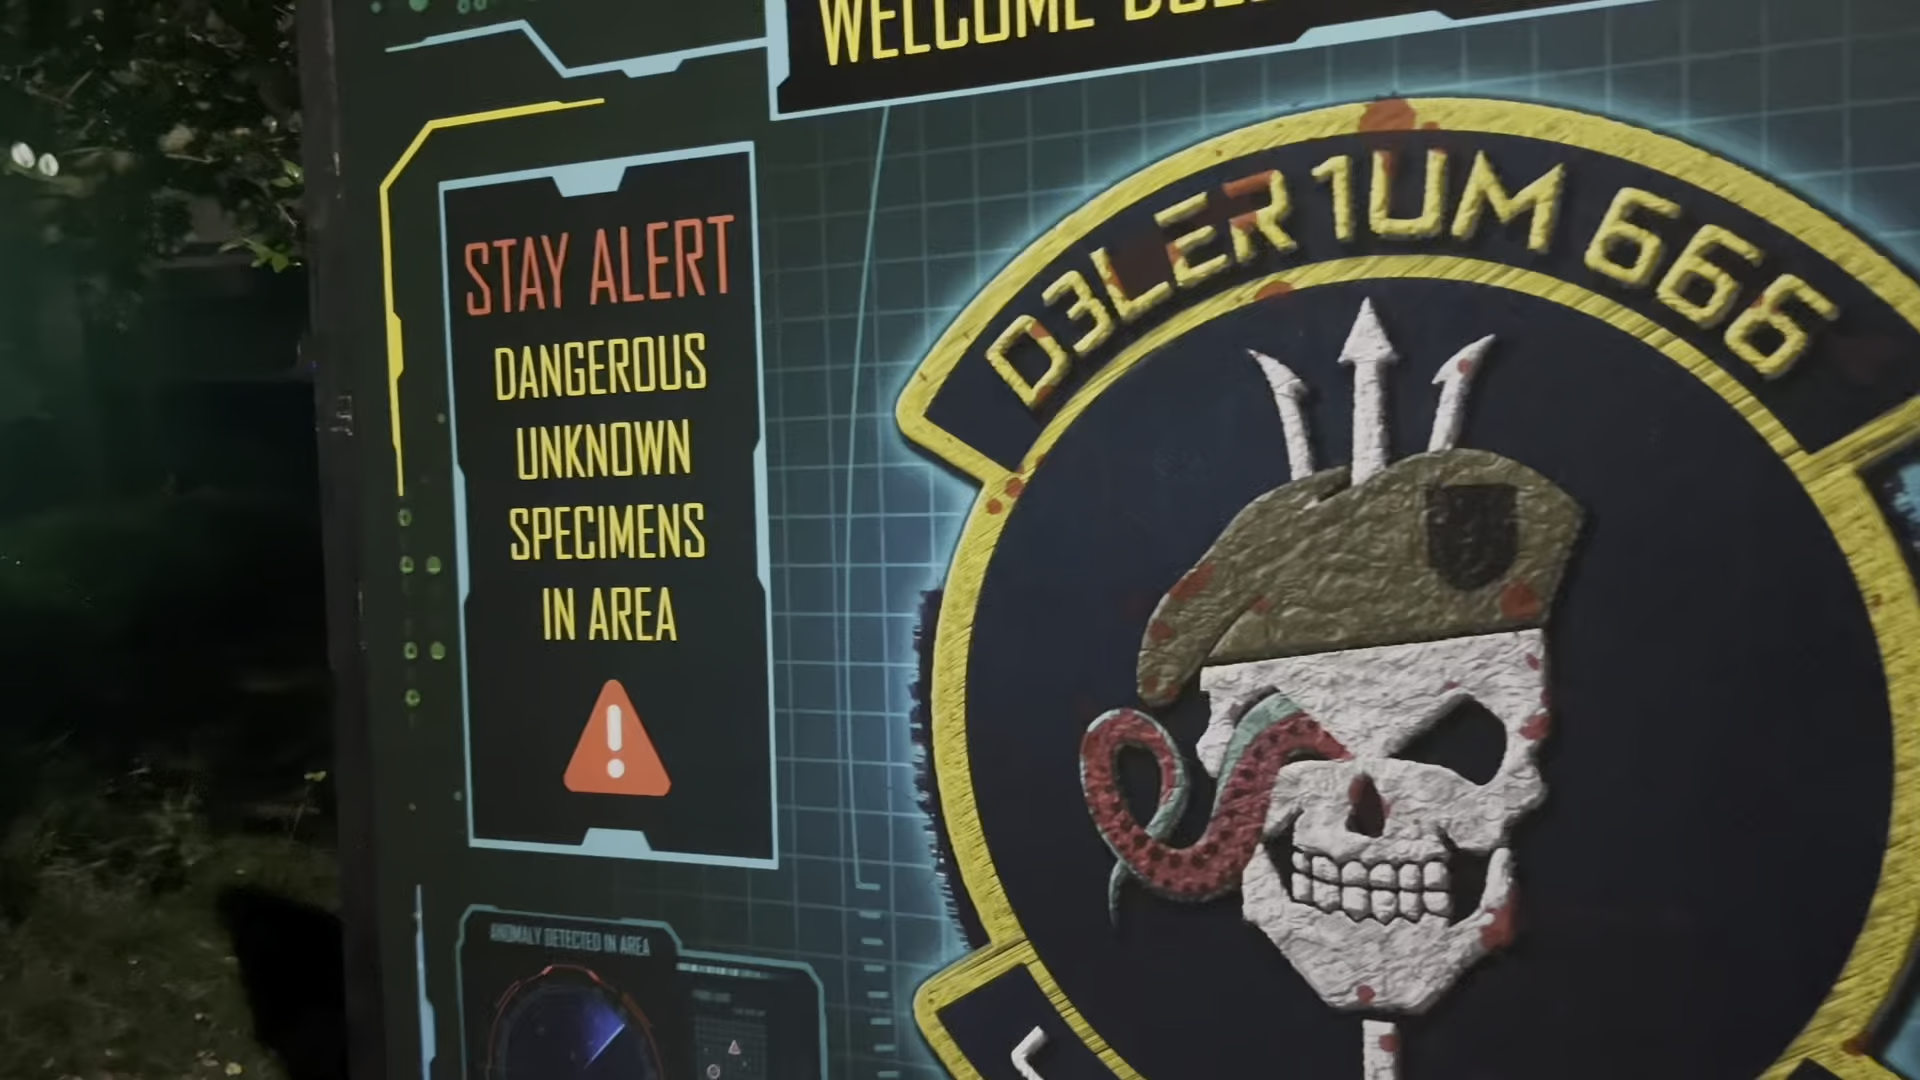 WELCOME
D3LER1UM 666
STAY ALERT
DANGEROUS
UNKNOWN
SPECIMENS
IN AREA
ANOMALY DETECTED IN AREA